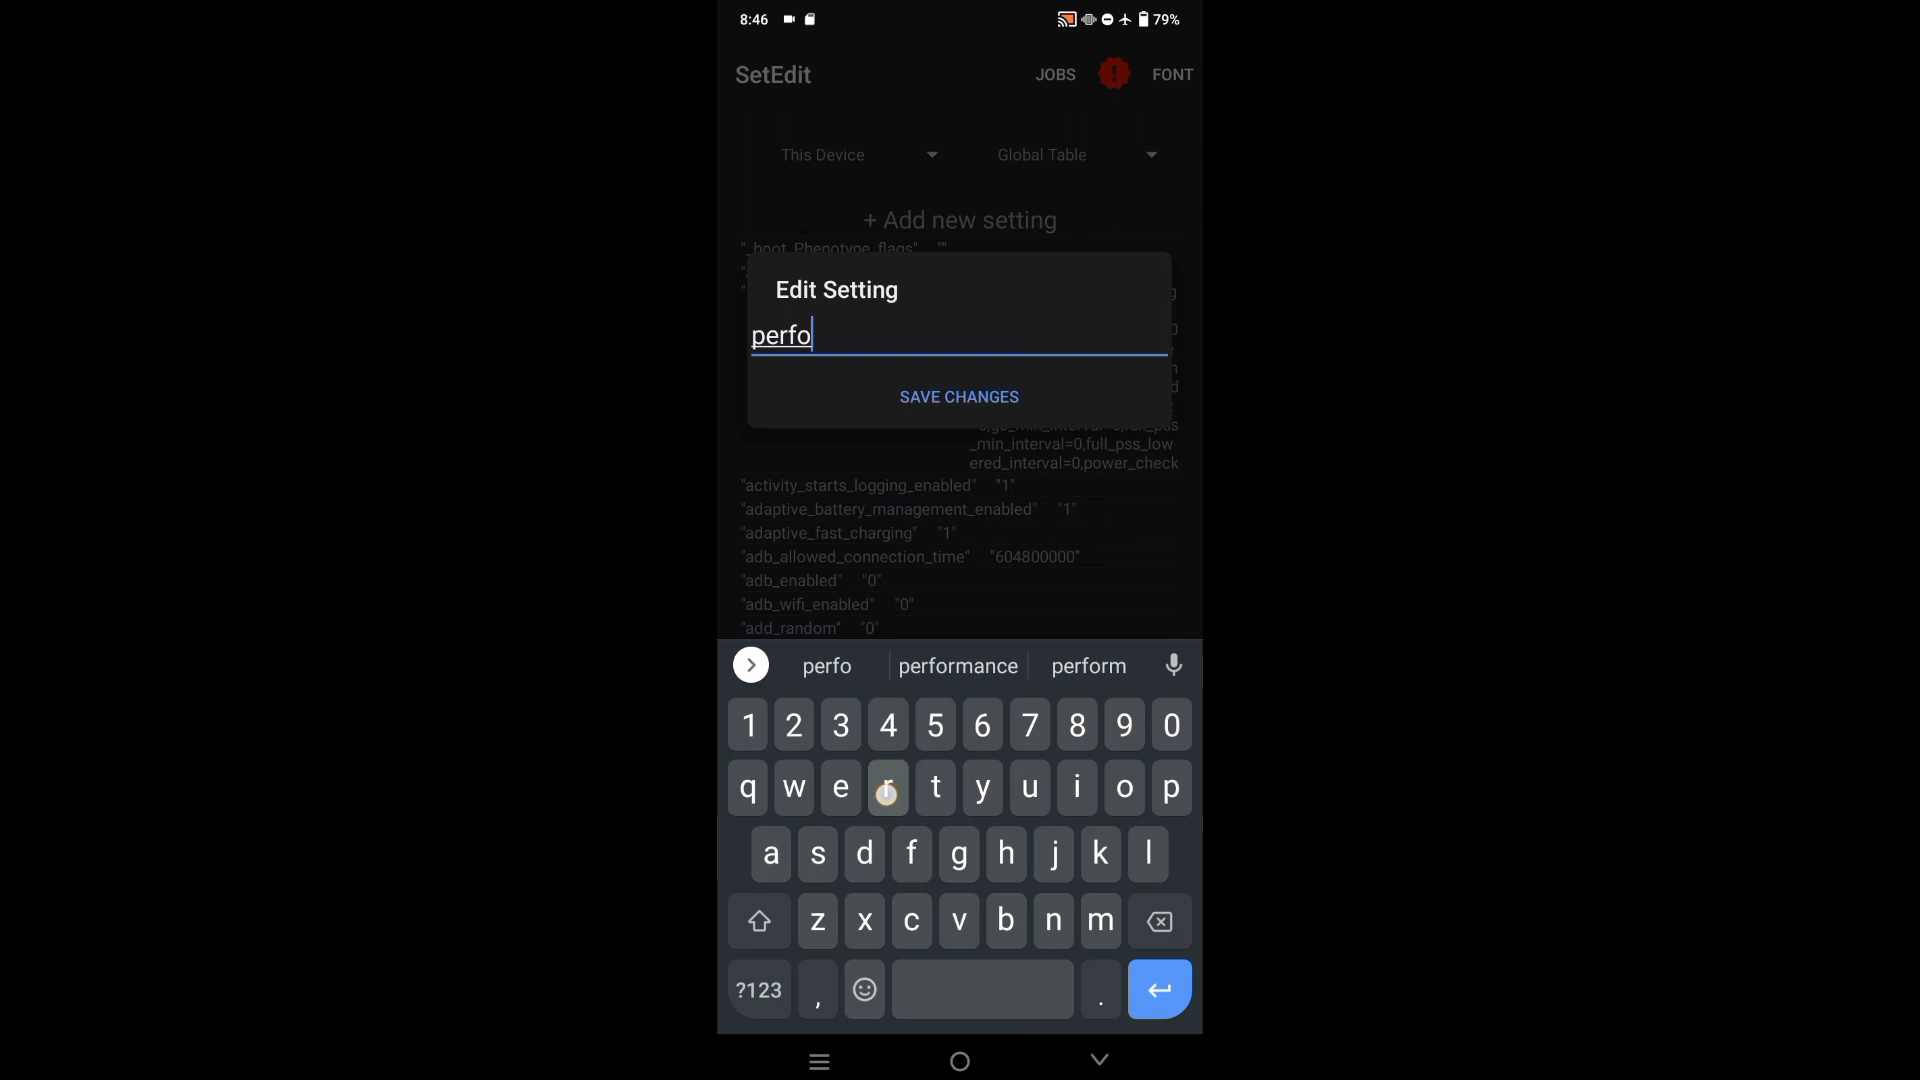 8:46
79%
SetEdit
JOBS
FONT
This Device
Global Table
+ Add new setting
"_boot_Phenotype_flags" ""
Edit Setting
perfo
SAVE CHANGES
_min_interval=0,full_pss_low
ered_interval=0,power_check
"activity_starts_logging_enabled" "1"
"adaptive_battery_management_enabled" "1"
"adaptive_fast_charging" "1"
"adb_allowed_connection_time" "604800000"
"adb_enabled" "0"
"adb_wifi_enabled" "0"
"add_random" "0"
perfo performance perform
1 2 3 4 5 6 7 8 9 0
q w e r t y u i o p
a s d f g h j k l
z x c v b n m
?123 , .